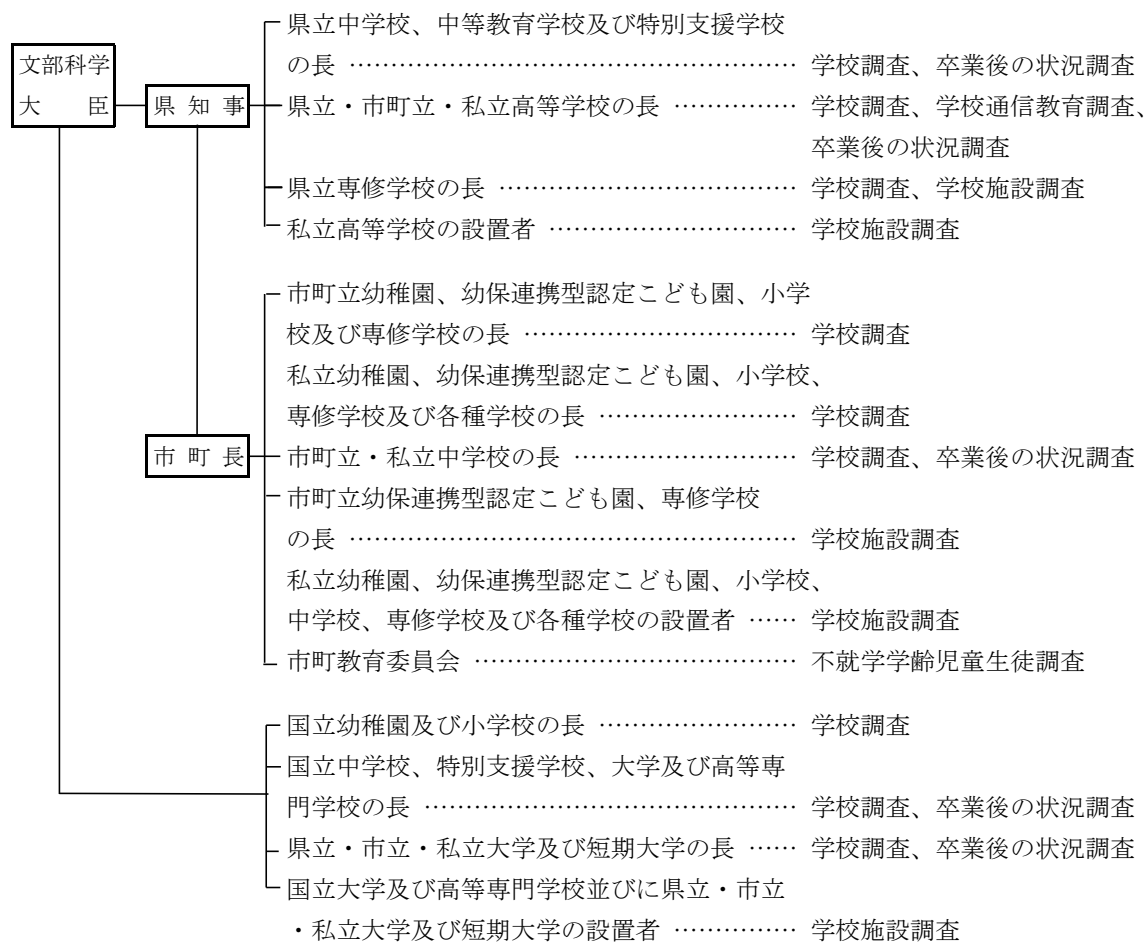 県立中学校、中等教育学校及び特別支援学校
文部科学
の長 ………………………………………………… 学校調査、卒業後の状況調査
大　　臣
県 知 事
県立・市町立・私立高等学校の長 …………… 学校調査、学校通信教育調査、
卒業後の状況調査
県立専修学校の長 ……………………………… 学校調査、学校施設調査
私立高等学校の設置者 ………………………… 学校施設調査
市町立幼稚園、幼保連携型認定こども園、小学
校及び専修学校の長 …………………………… 学校調査
私立幼稚園、幼保連携型認定こども園、小学校、
専修学校及び各種学校の長 …………………… 学校調査
市 町 長
市町立・私立中学校の長 ……………………… 学校調査、卒業後の状況調査
市町立幼保連携型認定こども園、専修学校
の長 ……………………………………………… 学校施設調査
私立幼稚園、幼保連携型認定こども園、小学校、
中学校、専修学校及び各種学校の設置者 …… 学校施設調査
市町教育委員会 ………………………………… 不就学学齢児童生徒調査
国立幼稚園及び小学校の長 …………………… 学校調査
国立中学校、特別支援学校、大学及び高等専
門学校の長 ……………………………………… 学校調査、卒業後の状況調査
県立・市立・私立大学及び短期大学の長 …… 学校調査、卒業後の状況調査
国立大学及び高等専門学校並びに県立・市立
・私立大学及び短期大学の設置者 …………… 学校施設調査